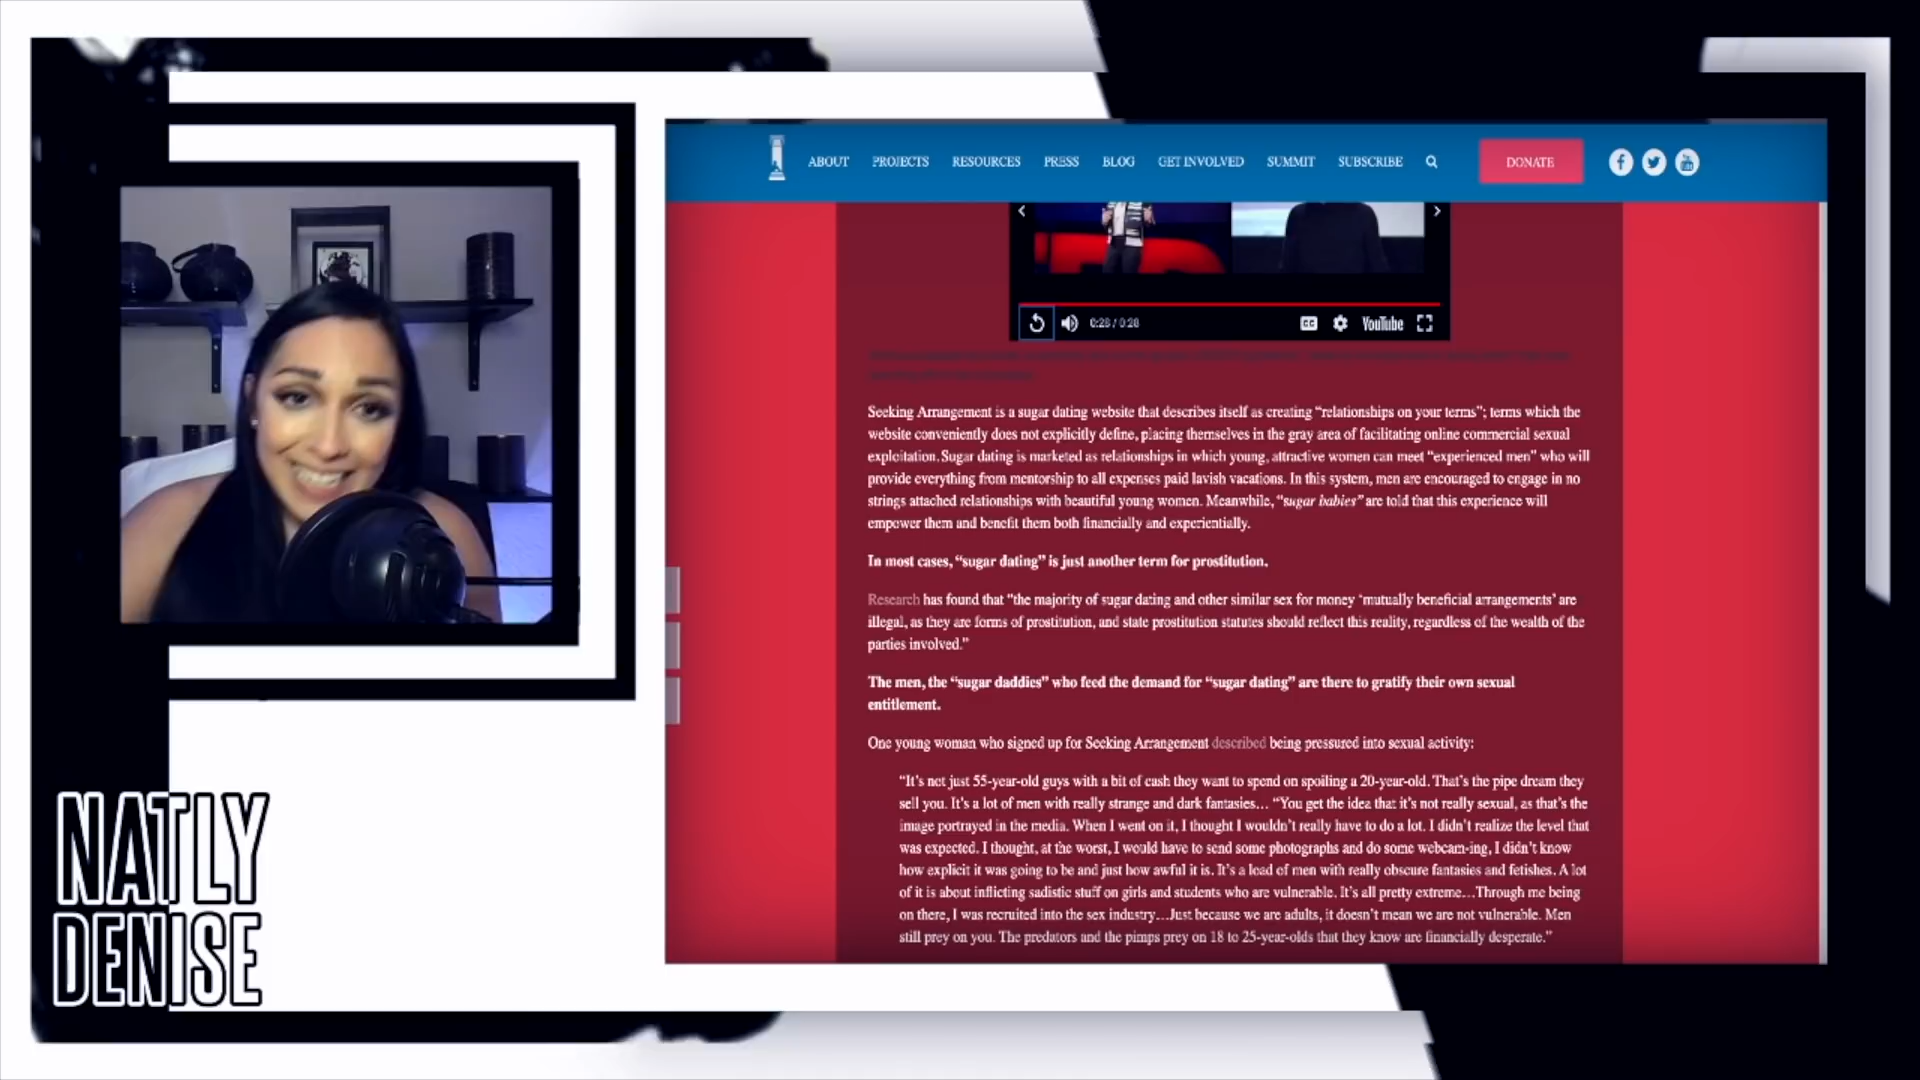 ABOUT PROJECTS RESOURCES PRESS BLOG GET INVOLVED SUMMIT SUBSCRIBE DONATE
0:28 / 0:28 CC YouTube
Seeking Arrangement is a sugar dating website that describes itself as creating “relationships on your terms”; terms which the
website conveniently does not explicitly define, placing themselves in the gray area of facilitating online commercial sexual
exploitation. Sugar dating is marketed as relationships in which young, attractive women can meet “experienced men” who will
provide everything from mentorship to all expenses paid lavish vacations. In this system, men are encouraged to engage in no
strings attached relationships with beautiful young women. Meanwhile, “sugar babies” are told that this experience will
empower them and benefit them both financially and experientially.
In most cases, “sugar dating” is just another term for prostitution.
Research has found that “the majority of sugar dating and other similar sex for money ‘mutually beneficial arrangements’ are
illegal, as they are forms of prostitution, and state prostitution statutes should reflect this reality, regardless of the wealth of the
parties involved.”
The men, the “sugar daddies” who feed the demand for “sugar dating” are there to gratify their own sexual
entitlement.
One young woman who signed up for Seeking Arrangement described being pressured into sexual activity:
“It’s not just 55-year-old guys with a bit of cash they want to spend on spoiling a 20-year-old. That’s the pipe dream they
sell you. It’s a lot of men with really strange and dark fantasies… “You get the idea that it’s not really sexual, as that’s the
image portrayed in the media. When I went on it, I thought I wouldn’t really have to do a lot. I didn’t realize the level that
was expected. I thought, at the worst, I would have to send some photographs and do some webcam-ing, I didn’t know
how explicit it was going to be and just how awful it is. It’s a load of men with really obscure fantasies and fetishes. A lot
of it is about inflicting sadistic stuff on girls and students who are vulnerable. It’s all pretty extreme…Through me being
on there, I was recruited into the sex industry…Just because we are adults, it doesn’t mean we are not vulnerable. Men
still prey on you. The predators and the pimps prey on 18 to 25-year-olds that they know are financially desperate.”
NATLY
DENISE